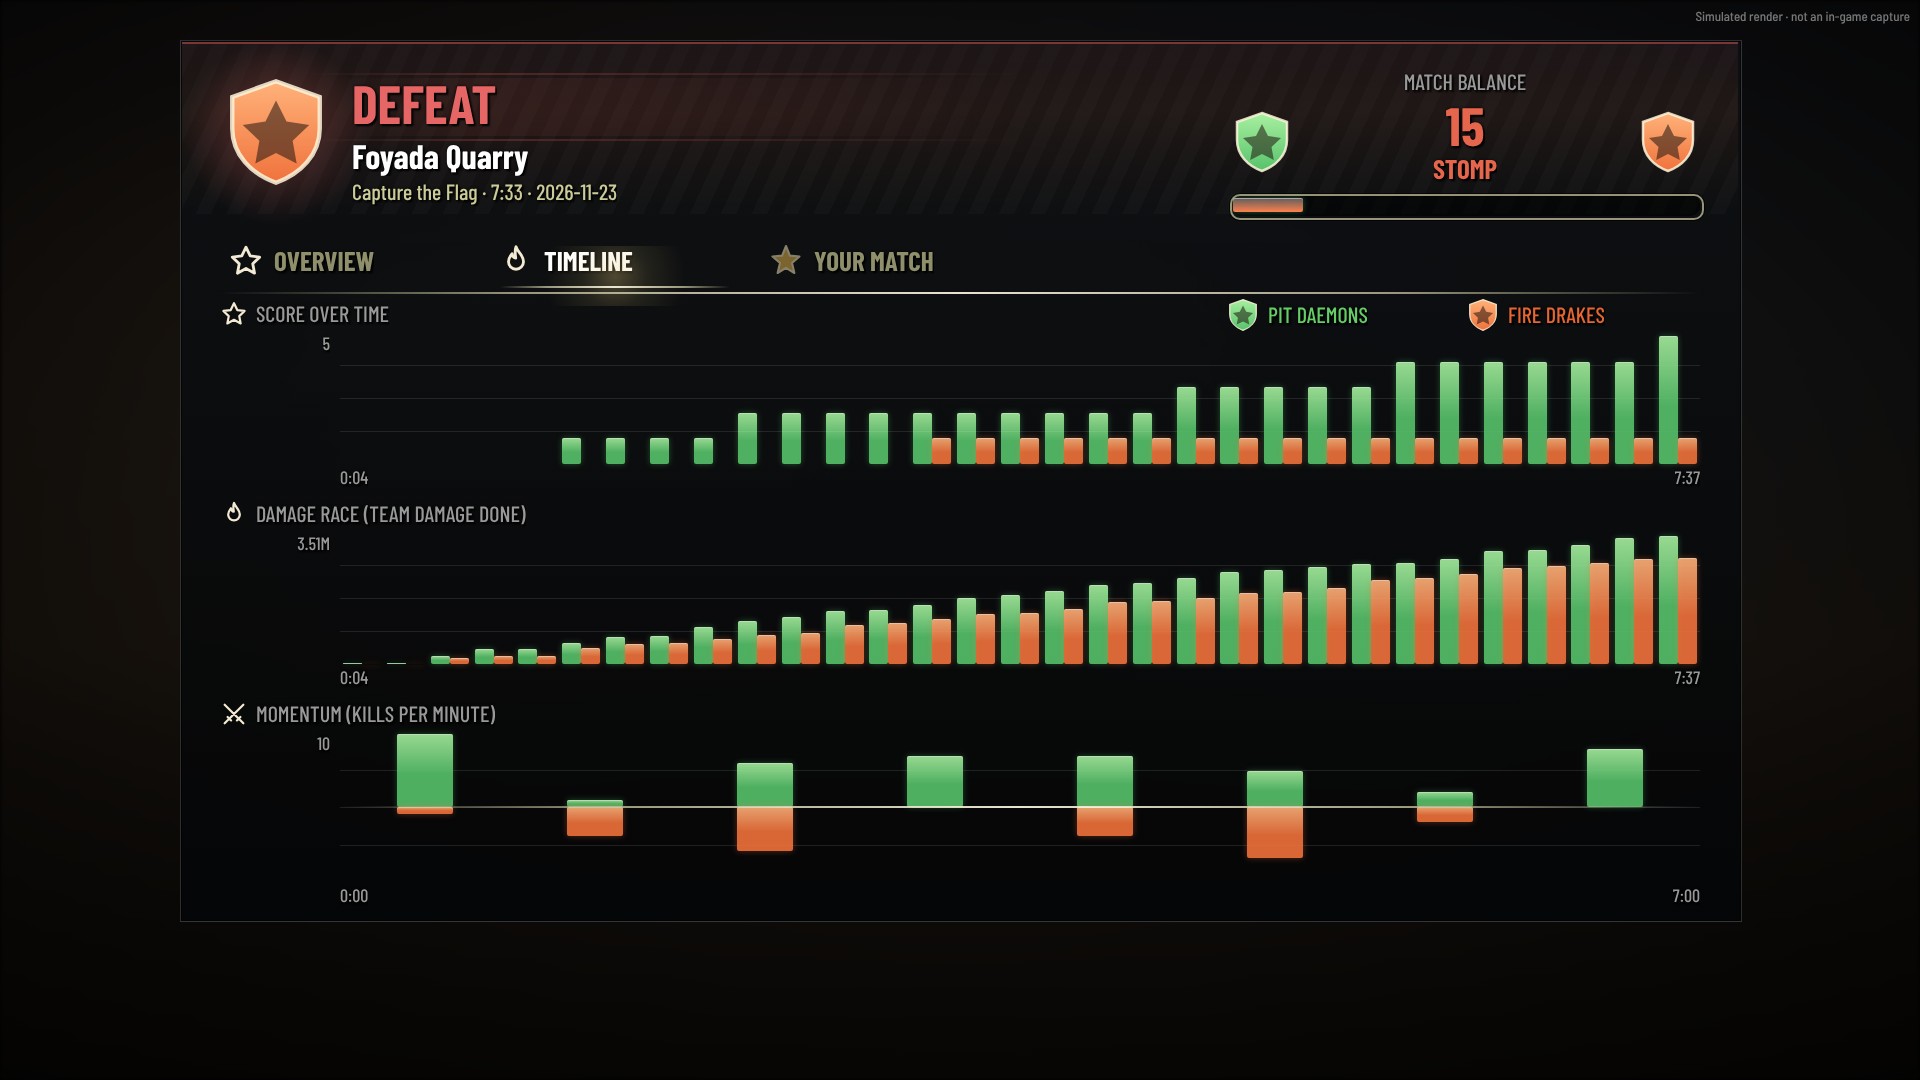 Simulated render · not an in-game capture
DEFEAT
Foyada Quarry
Capture the Flag · 7:33 · 2026-11-23
MATCH BALANCE
15
STOMP
OVERVIEW
TIMELINE
YOUR MATCH
SCORE OVER TIME
PIT DAEMONS
FIRE DRAKES
5
0:04
7:37
DAMAGE RACE (TEAM DAMAGE DONE)
3.51M
0:04
7:37
MOMENTUM (KILLS PER MINUTE)
10
0:00
7:00